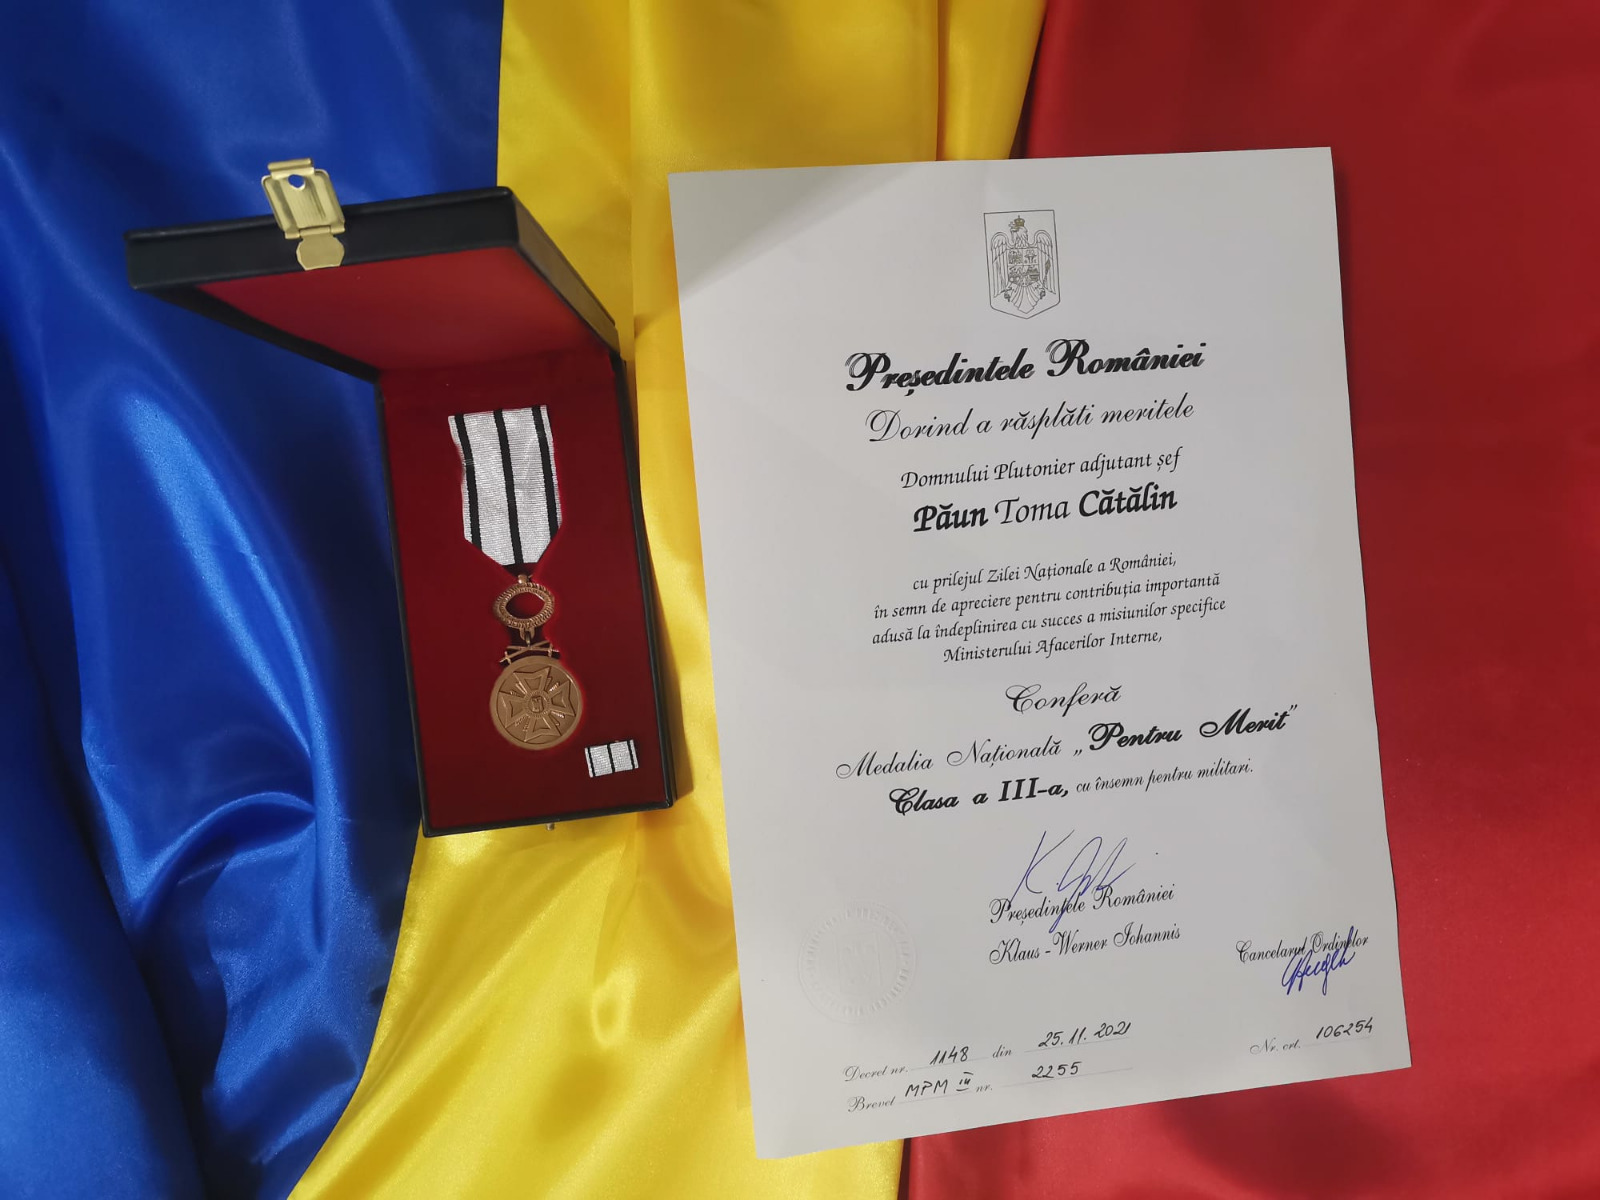 Președintele României
Dorind a răsplăti meritele
Domnului Plutonier adjutant șef
Păun Toma Cătălin
cu prilejul Zilei Naționale a României,
în semn de apreciere pentru contribuția importantă
adusă la îndeplinirea cu succes a misiunilor specifice
Ministerului Afacerilor Interne,
Conferă
Medalia Națională „Pentru Merit”
Clasa a III-a, cu însemn pentru militari.
Președintele României
Klaus - Werner Iohannis
Cancelarul Ordinelor
Decret nr. 1148 din 25.11.2021
Nr. crt. 106254
Brevet MPM III nr. 2255